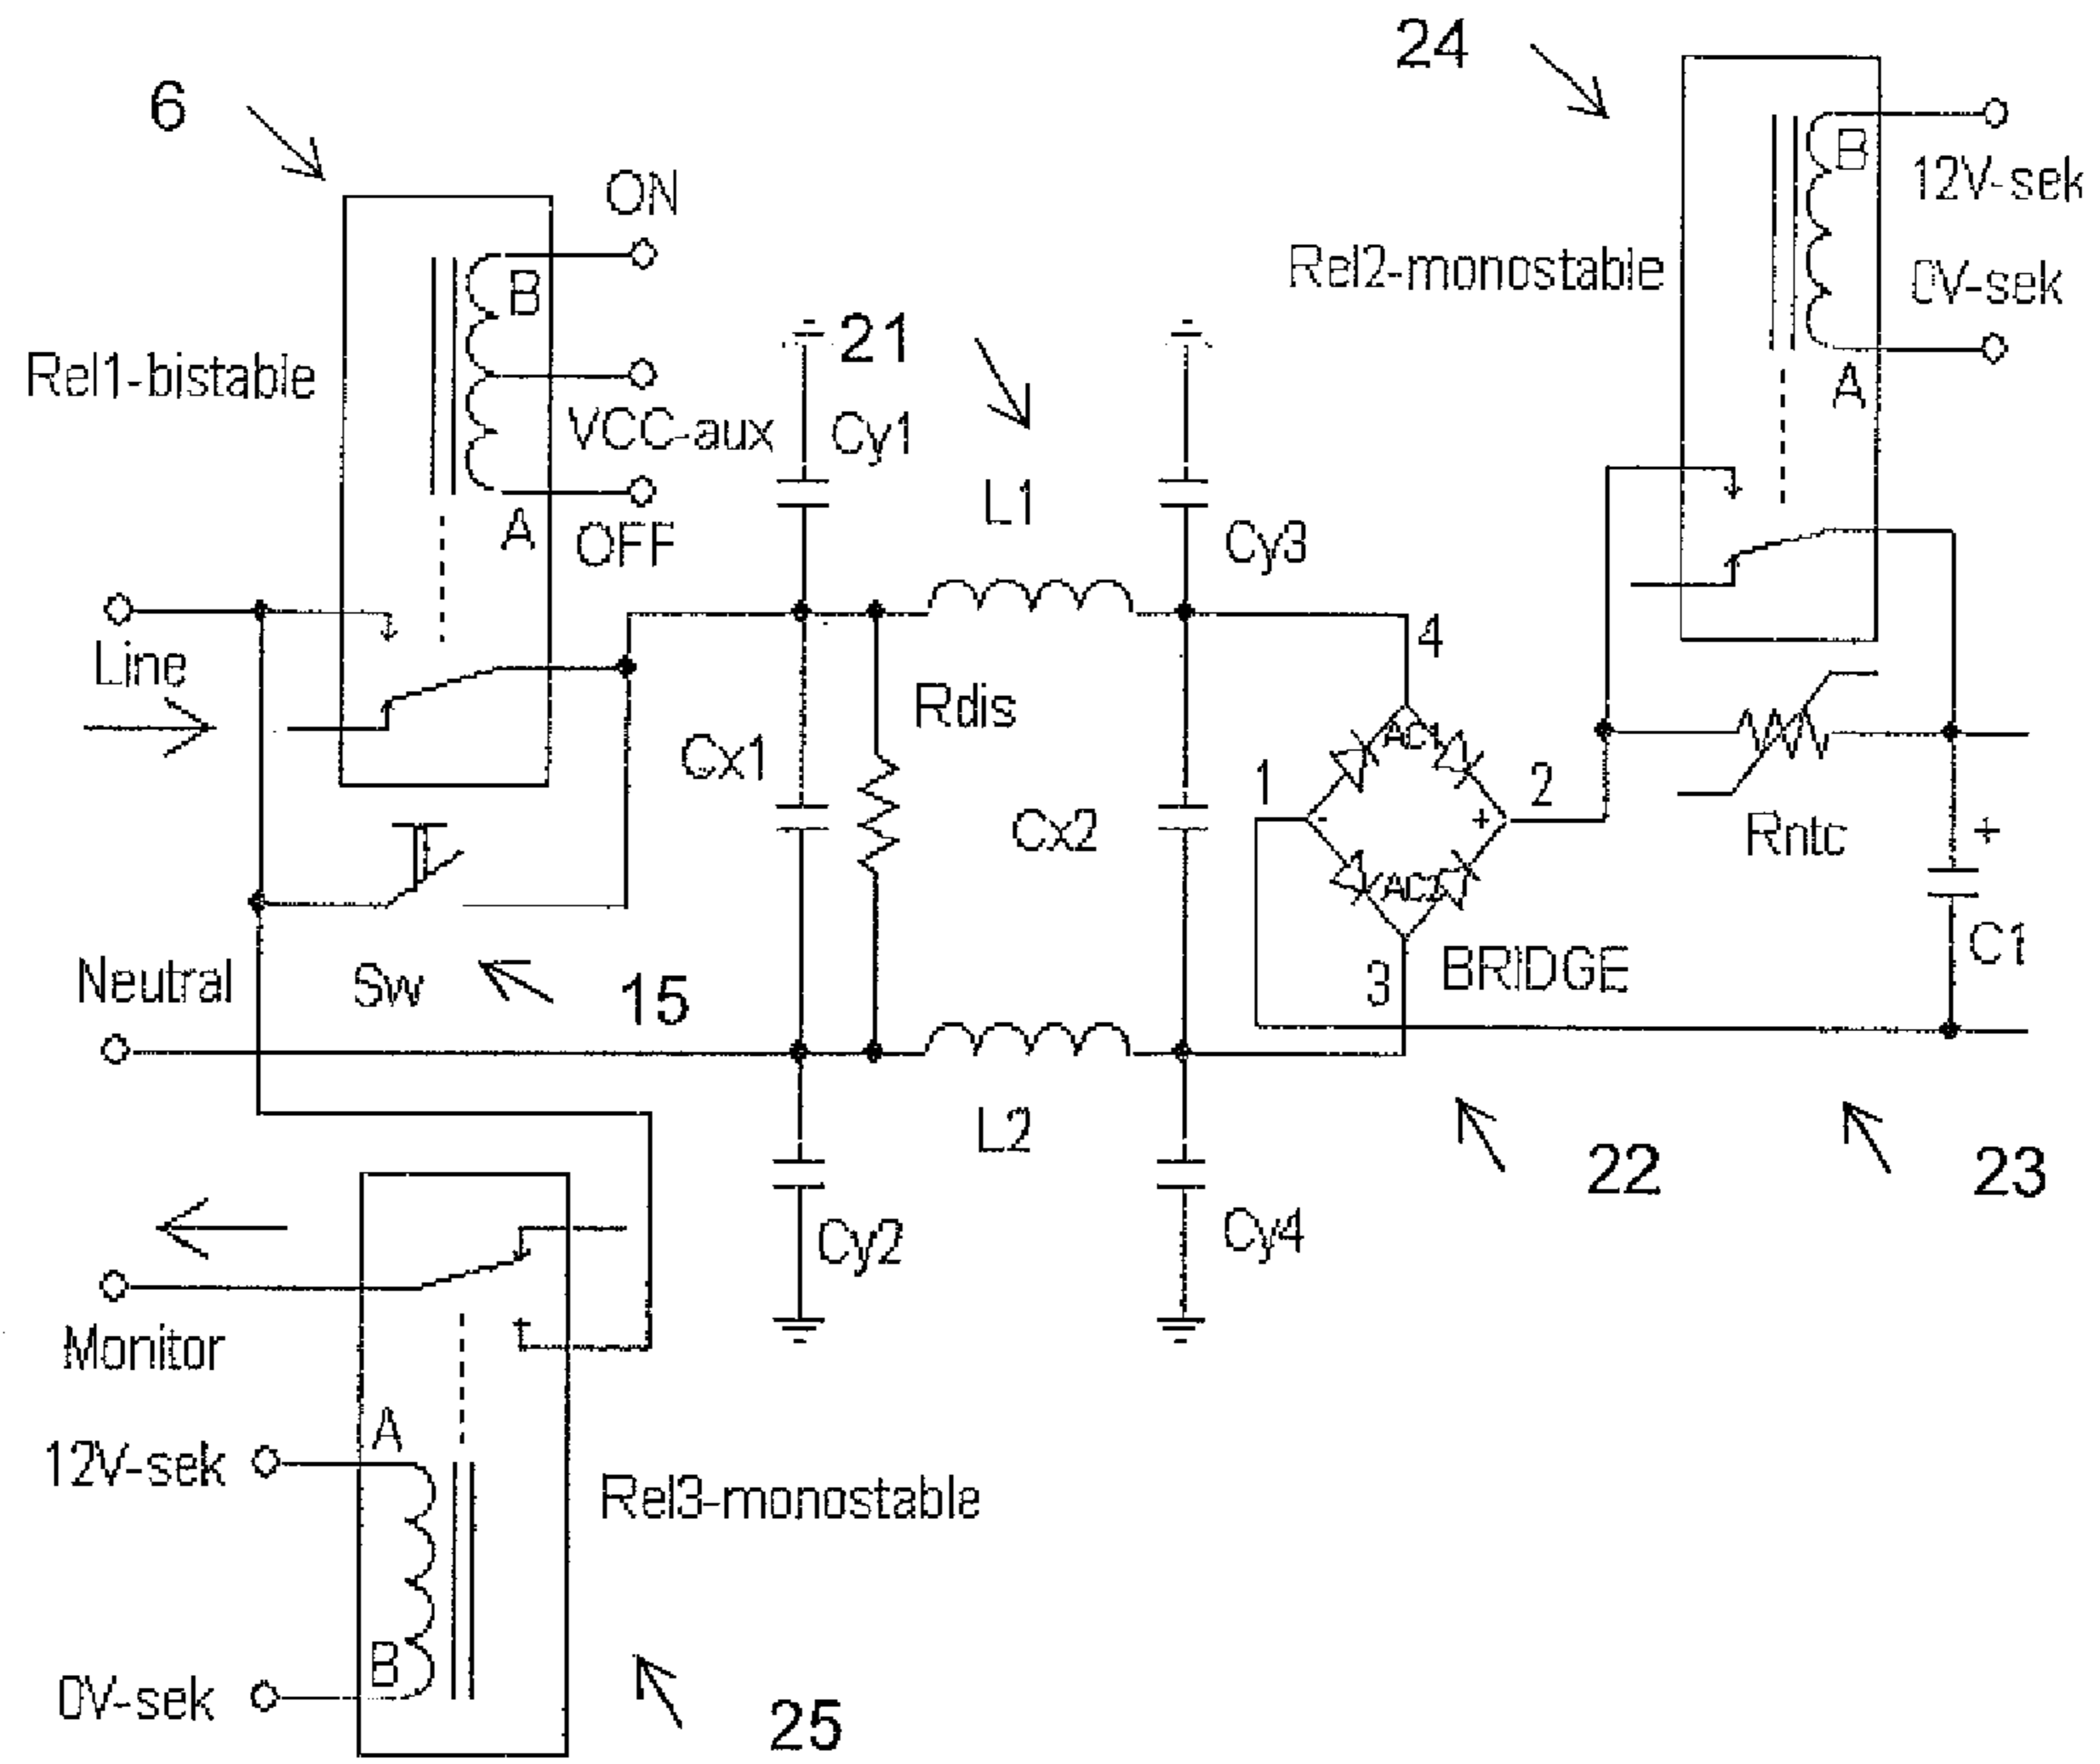 24
6
ON
B
12V-sek
B
Rel2-monostable
0V-sek
21
Rel1-bistable
VCC-aux
Cy1
A
L1
A
OFF
Cy3
Line
4
Rdis
Cx1
AC1
1
2
Cx2
-
+
Rntc
+
AC2
C1
Neutral
Sw
15
3
BRIDGE
L2
22
23
Cy2
Cy4
Monitor
A
12V-sek
Rel3-monostable
B
0V-sek
25